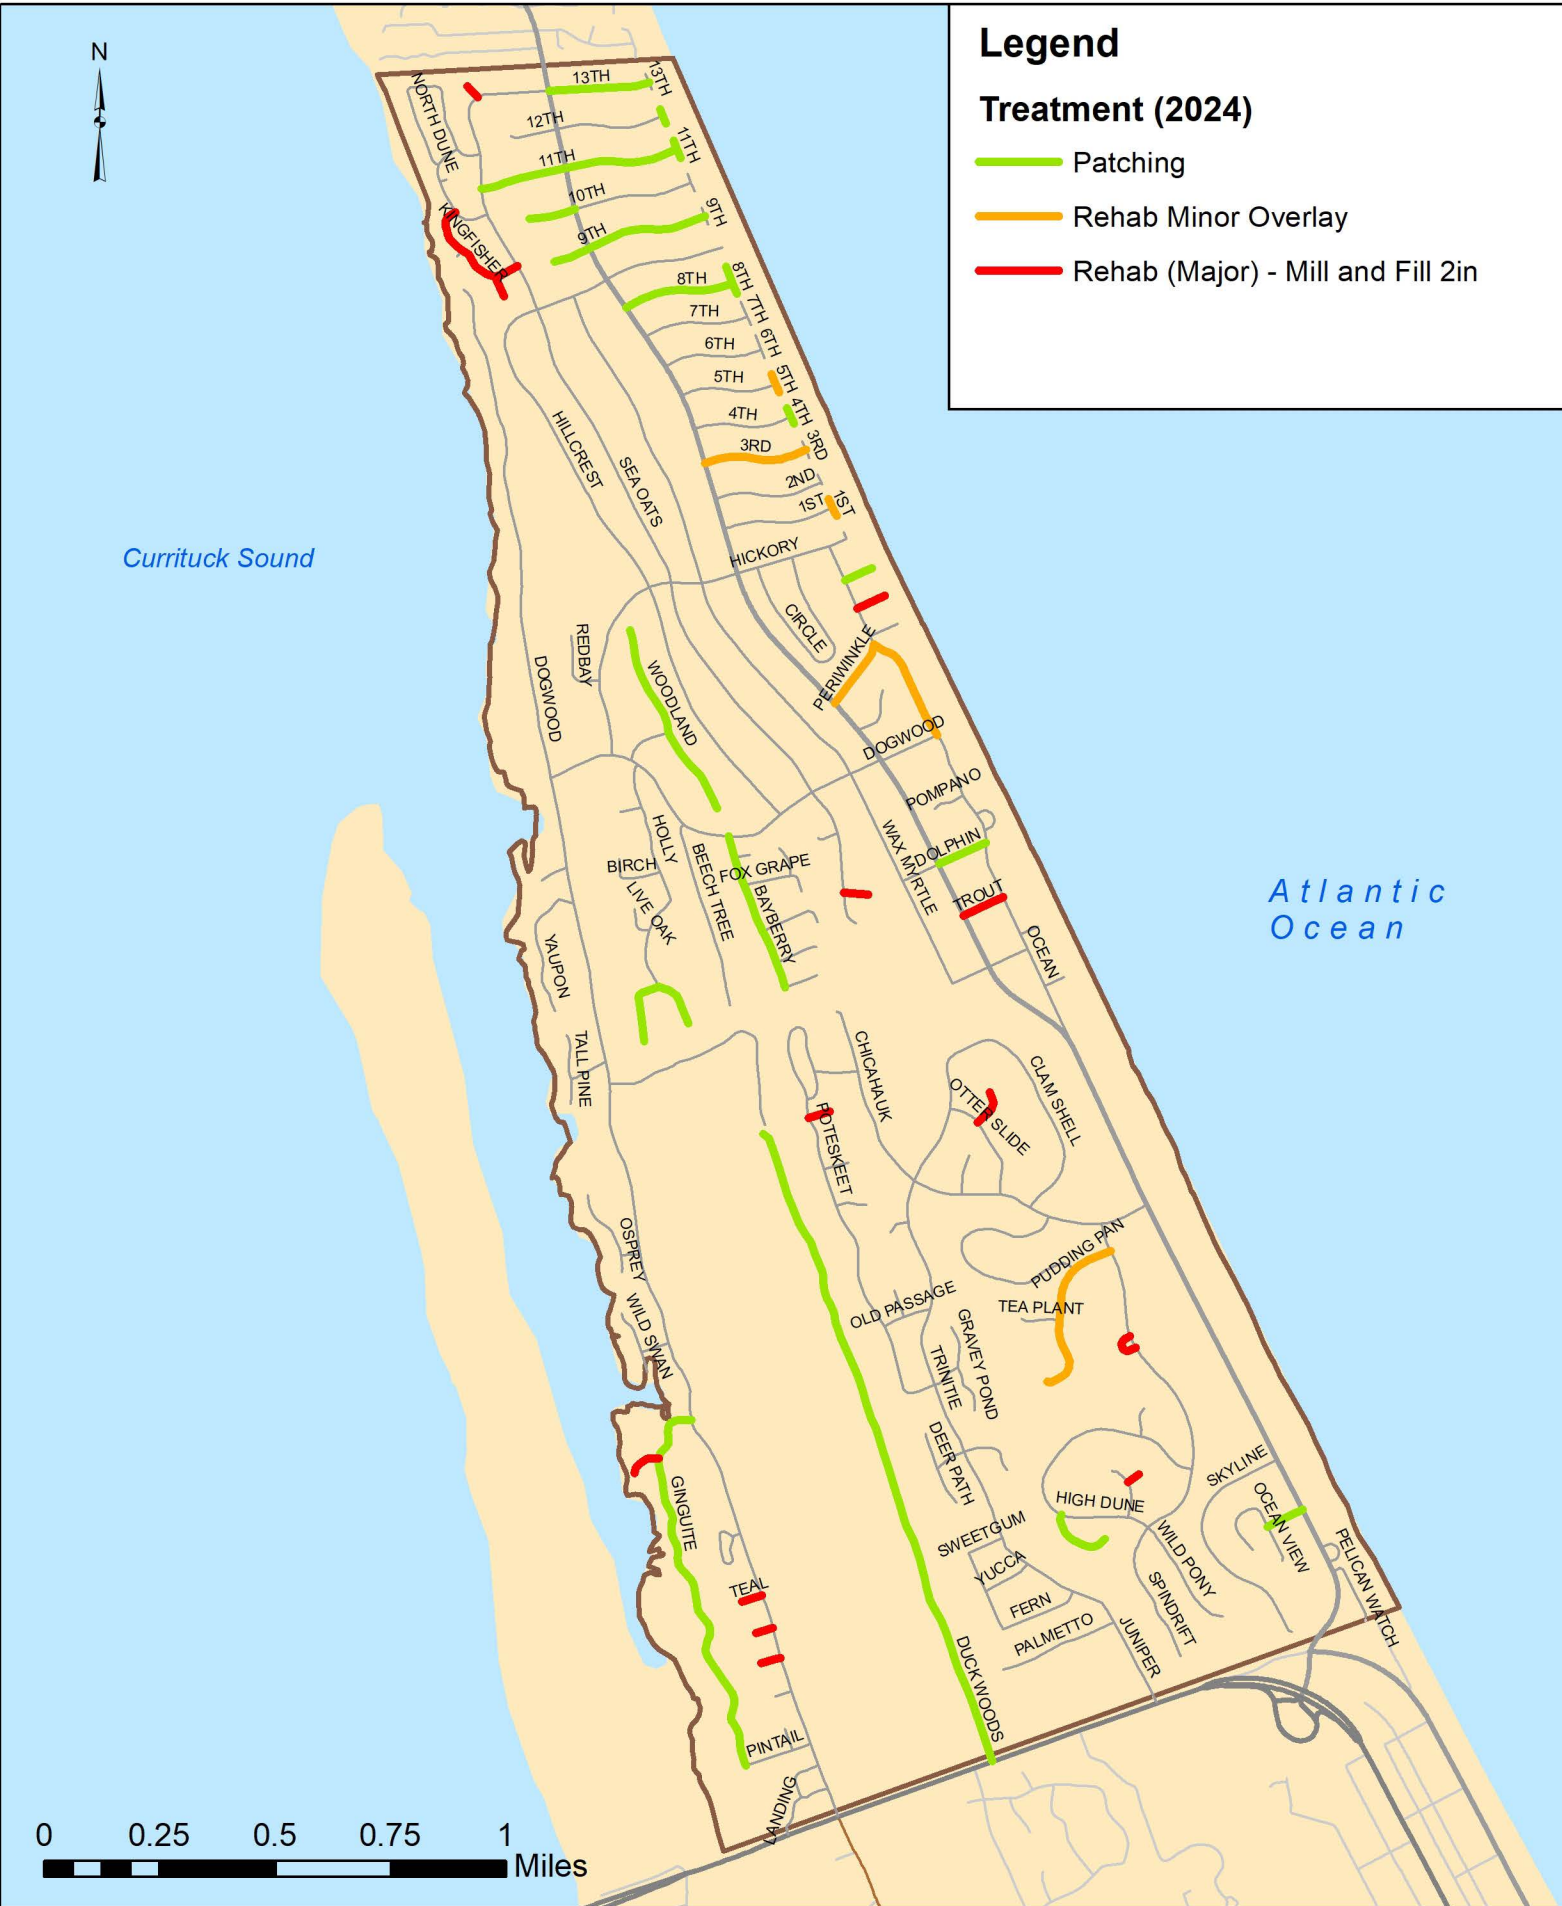 Legend
Treatment (2024)
Patching
Rehab Minor Overlay
Rehab (Major) - Mill and Fill 2in
N
NORTH DUNE
13TH
13TH
12TH
11TH
11TH
10TH
9TH
9TH
KINGFISHER
8TH
8TH
7TH
7TH
6TH
6TH
5TH
5TH
4TH
4TH
3RD
3RD
2ND
1ST
1ST
HILLCREST
SEA OATS
HICKORY
Currituck Sound
CIRCLE
REDBAY
DOGWOOD
WOODLAND
PERIWINKLE
DOGWOOD
POMPANO
HOLLY
BIRCH
LIVE OAK
BEECH TREE
FOX GRAPE
BAYBERRY
WAX MYRTLE
DOLPHIN
TROUT
Atlantic
Ocean
OCEAN
YAUPON
TALL PINE
CHICAHAUK
OTTER SLIDE
CLAM SHELL
POTESKEET
OSPREY
WILD SWAN
OLD PASSAGE
PUDDING PAN
TEA PLANT
GRAVEY POND
TRINITIE
DEER PATH
HIGH DUNE
SKYLINE
OCEAN VIEW
GINGUITE
SWEETGUM
YUCCA
FERN
PALMETTO
JUNIPER
WILD PONY
SPINDRIFT
PELICAN WATCH
TEAL
DUCK WOODS
PINTAIL
LANDING
0 0.25 0.5 0.75 1
Miles